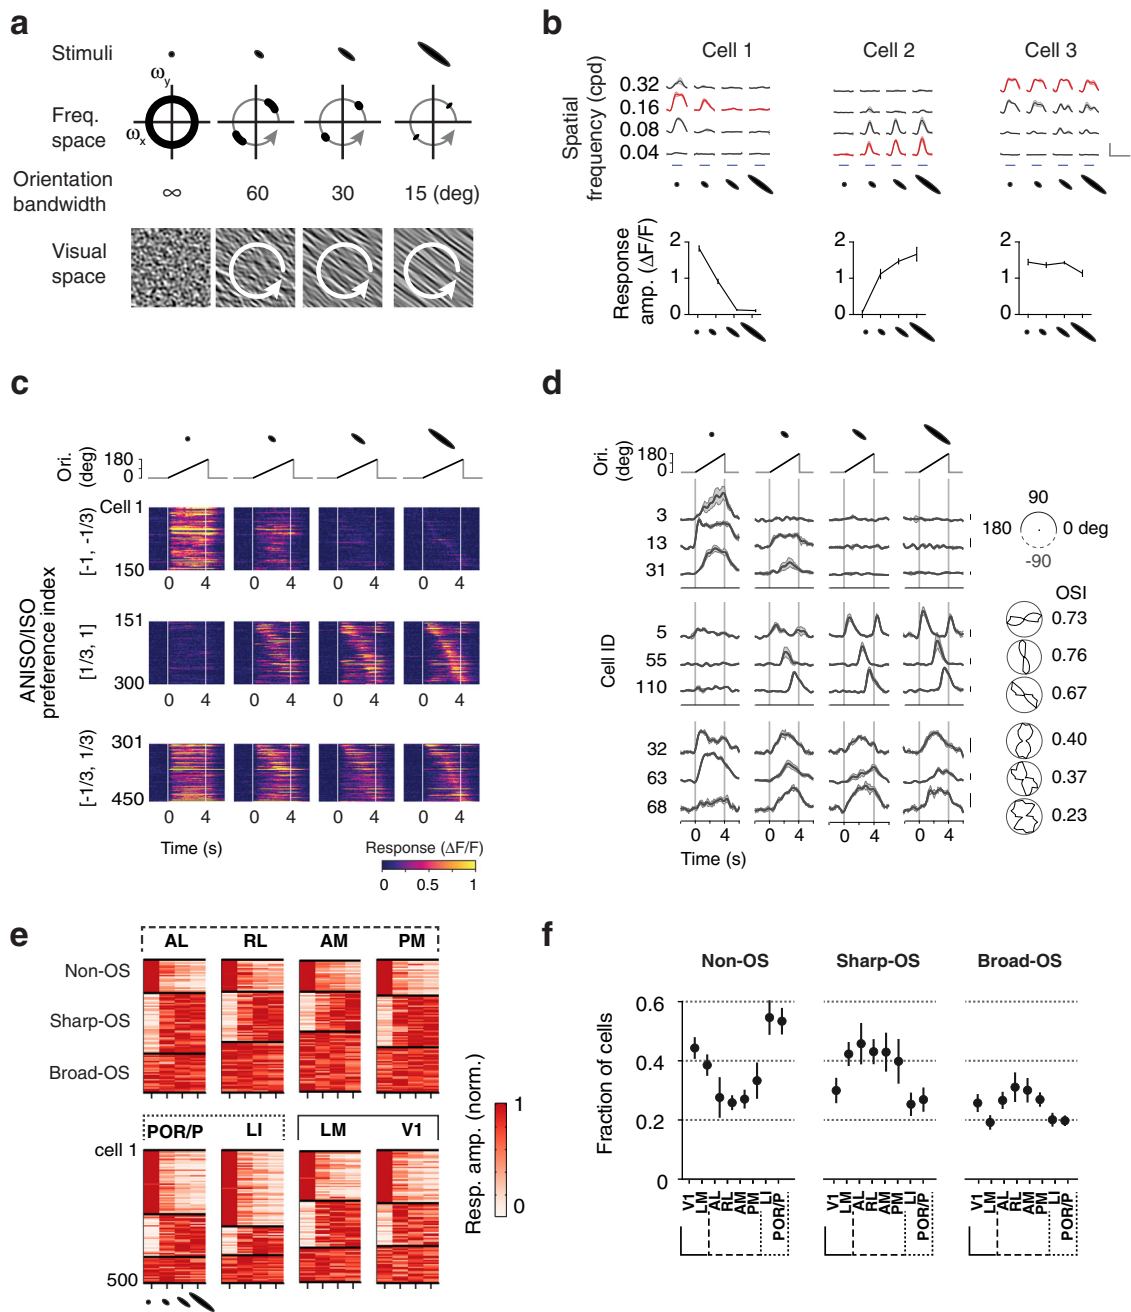 a
Stimuli
ωy
Freq.
space
ωx
Orientation
bandwidth
∞ 60 30 15 (deg)
Visual
space
b
Cell 1 Cell 2 Cell 3
Spatial
frequency (cpd)
0.32
0.16
0.08
0.04
Response
amp. (ΔF/F)
2 2 2
1 1 1
0 0 0
c
Ori.
(deg)
180
0
ANISO/ISO
preference index
[-1, -1/3)
Cell 1
150
0 4 0 4 0 4 0 4
[1/3, 1]
151
300
0 4 0 4 0 4 0 4
[-1/3, 1/3)
301
450
0 4 0 4 0 4 0 4
Time (s)
Response (ΔF/F)
0 0.5 1
d
Ori.
(deg)
180
0
Cell ID
3
13
31
5
55
110
32
63
68
0 4 0 4 0 4 0 4
Time (s)
90
180 0 deg
-90
OSI
0.73
0.76
0.67
0.40
0.37
0.23
e
AL RL AM PM
Non-OS
Sharp-OS
Broad-OS
POR/P LI LM V1
cell 1
500
Resp. amp. (norm.)
1
0
f
Non-OS Sharp-OS Broad-OS
Fraction of cells
0.6
0.4
0.2
0
V1 LM AL RL AM PM LI POR/P
V1 LM AL RL AM PM LI POR/P
V1 LM AL RL AM PM LI POR/P